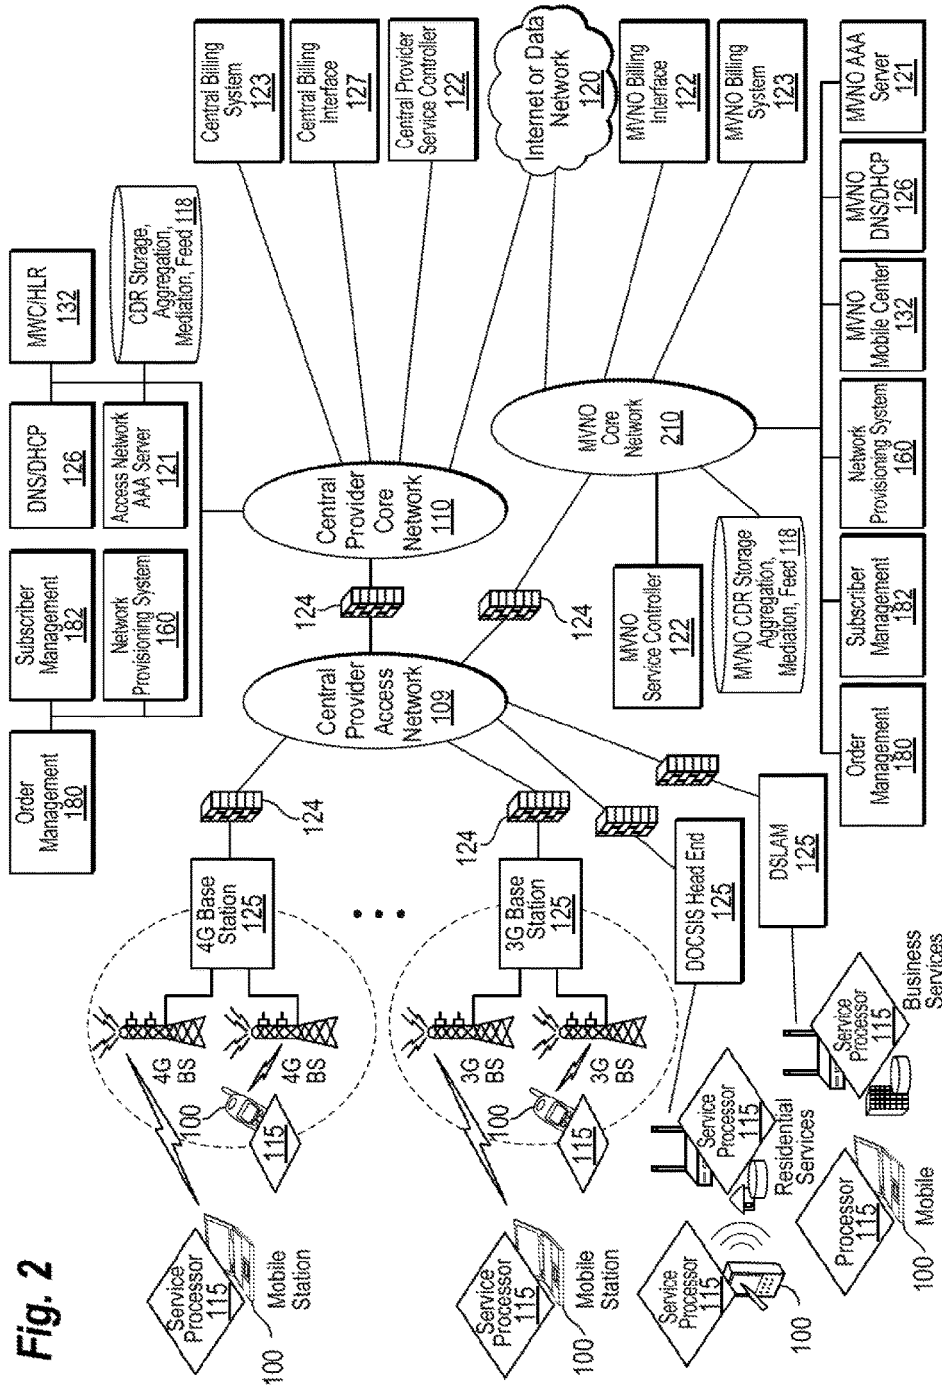 Fig. 2
Order
Management
180
Subscriber
Management
182
DNS/DHCP
126
MWC/HLR
132
Network
Provisioning System
160
Access Network
AAA Server
121
CDR Storage,
Aggregation,
Mediation, Feed 118
Service
Processor
115
100
Mobile
Station
4G
BS
4G
BS
100
115
4G Base
Station
125
124
Central
Provider
Access
Network
109
124
Central
Provider
Core
Network
110
Central Billing
System
123
Central Billing
Interface
127
Central Provider
Service Controller
122
Internet or Data
Network
120
MVNO Billing
Interface
122
MVNO Billing
System
123
Service
Processor
115
100
Mobile
Station
3G
BS
3G
BS
100
115
3G Base
Station
125
124
124
MVNO
Core
Network
210
MVNO
Service Controller
122
MVNO CDR Storage
Aggregation,
Mediation, Feed 118
Service
Processor
115
100
Service
Processor
115
Residential
Services
DOCSIS Head End
125
DSLAM
125
Processor
115
100
Mobile
Service
Processor
115
Business
Services
Order
Management
180
Subscriber
Management
182
Network
Provisioning System
160
MVNO
Mobile Center
132
MVNO
DNS/DHCP
126
MVNO AAA
Server
121